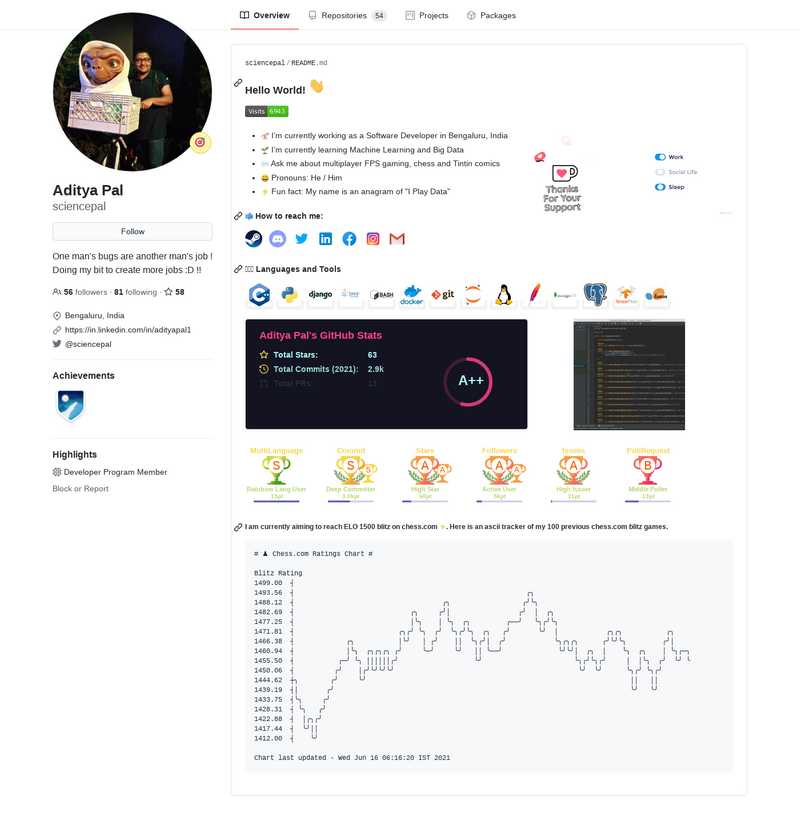 Overview
Repositories 54
Projects
Packages
Aditya Pal
sciencepal
Follow
One man's bugs are another man's job !
Doing my bit to create more jobs :D !!
56 followers · 81 following · 58
Bengaluru, India
https://in.linkedin.com/in/adityapal1
@sciencepal
Achievements
Highlights
Developer Program Member
Block or Report
sciencepal / README.md
Hello World! 👋
Visits 6943
I'm currently working as a Software Developer in Bengaluru, India
🌱 I'm currently learning Machine Learning and Big Data
Ask me about multiplayer FPS gaming, chess and Tintin comics
😄 Pronouns: He / Him
⚡ Fun fact: My name is an anagram of "I Play Data"
Thanks
For Your
Support
Work
Social Life
Sleep
How to reach me:
Languages and Tools
django
BASH
docker
git
Aditya Pal's GitHub Stats
Total Stars: 63
Total Commits (2021): 2.9k
Total PRs: 13
A++
MultiLanguage
S
Rainbow Lang User
Commit
S
S
Deep Committer
Stars
A
A
High Star
Followers
A
A
Active User
Issues
A
High Issuer
PullRequest
B
Middle Puller
I am currently aiming to reach ELO 1500 blitz on chess.com ⚡. Here is an ascii tracker of my 100 previous chess.com blitz games.
# ♟ Chess.com Ratings Chart #
Blitz Rating
1499.00
1493.56
1488.12
1482.69
1477.25
1471.81
1466.38
1460.94
1455.50
1450.06
1444.62
1439.19
1433.75
1428.31
1422.88
1417.44
1412.00
Chart last updated - Wed Jun 16 06:16:20 IST 2021